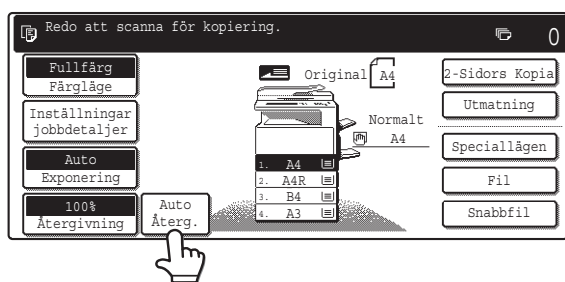 Redo att scanna för kopiering.
0
Fullfärg
Färgläge
Inställningar
jobbdetaljer
Auto
Exponering
100%
Återgivning
Auto
Återg.
Original A4
Normalt
A4
1. A4
2. A4R
3. B4
4. A3
2-Sidors Kopia
Utmatning
Speciallägen
Fil
Snabbfil